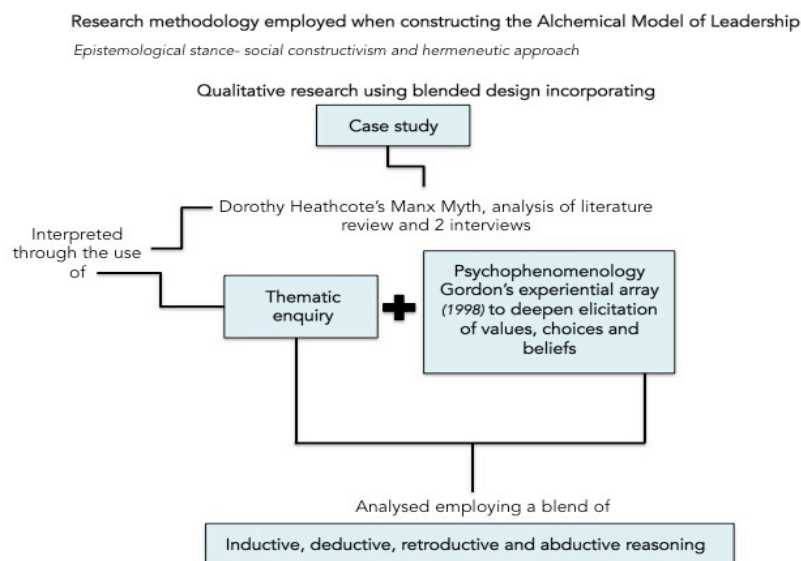 Research methodology employed when constructing the Alchemical Model of Leadership
Epistemological stance- social constructivism and hermeneutic approach
Qualitative research using blended design incorporating
Case study
Dorothy Heathcote's Manx Myth, analysis of literature
review and 2 interviews
Interpreted
through the use
of
Thematic
enquiry
Psychophenomenology
Gordon's experiential array
(1998) to deepen elicitation
of values, choices and
beliefs
Analysed employing a blend of
Inductive, deductive, retroductive and abductive reasoning